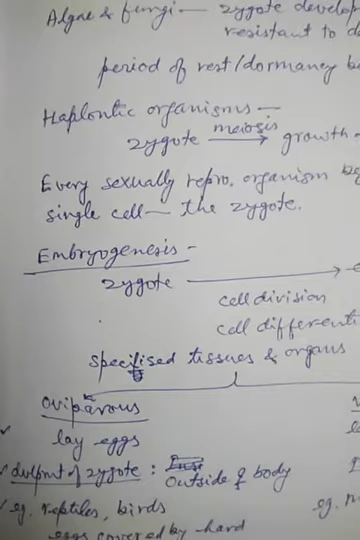 Algae & fungi — zygote develop
resistant to d
period of rest/dormancy b
Haplontic organisms —
zygote meiosis growth
Every sexually repro. organism
single cell — the zygote.
Embryogenesis -
zygote
cell division
cell differenti
specilised tissues & organs
Oviparous
lay eggs
dvelpmt of zygote : Outside of body
eg. reptiles, birds
eg.
eggs covered by hard